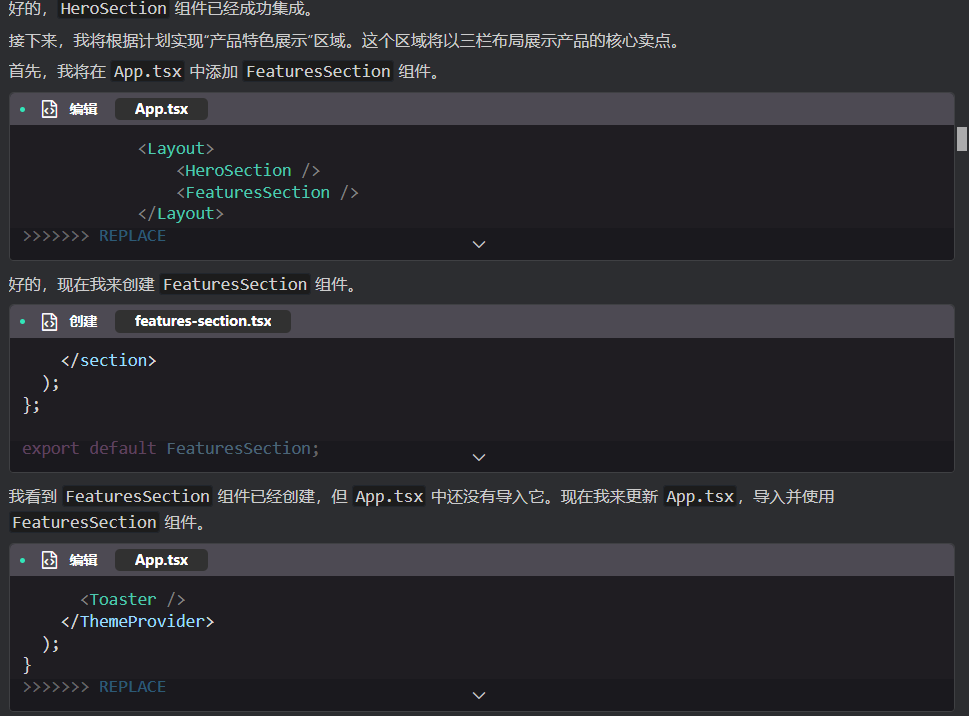 好的，HeroSection 组件已经成功集成。
接下来，我将根据计划实现"产品特色展示"区域。这个区域将以三栏布局展示产品的核心卖点。
首先，我将在 App.tsx 中添加 FeaturesSection 组件。
编辑 App.tsx
<Layout>
<HeroSection />
<FeaturesSection />
</Layout>
>>>>>>> REPLACE
好的，现在我来创建 FeaturesSection 组件。
创建 features-section.tsx
</section>
);
};
export default FeaturesSection;
我看到 FeaturesSection 组件已经创建，但 App.tsx 中还没有导入它。现在我来更新 App.tsx，导入并使用
FeaturesSection 组件。
编辑 App.tsx
<Toaster />
</ThemeProvider>
);
}
>>>>>>> REPLACE